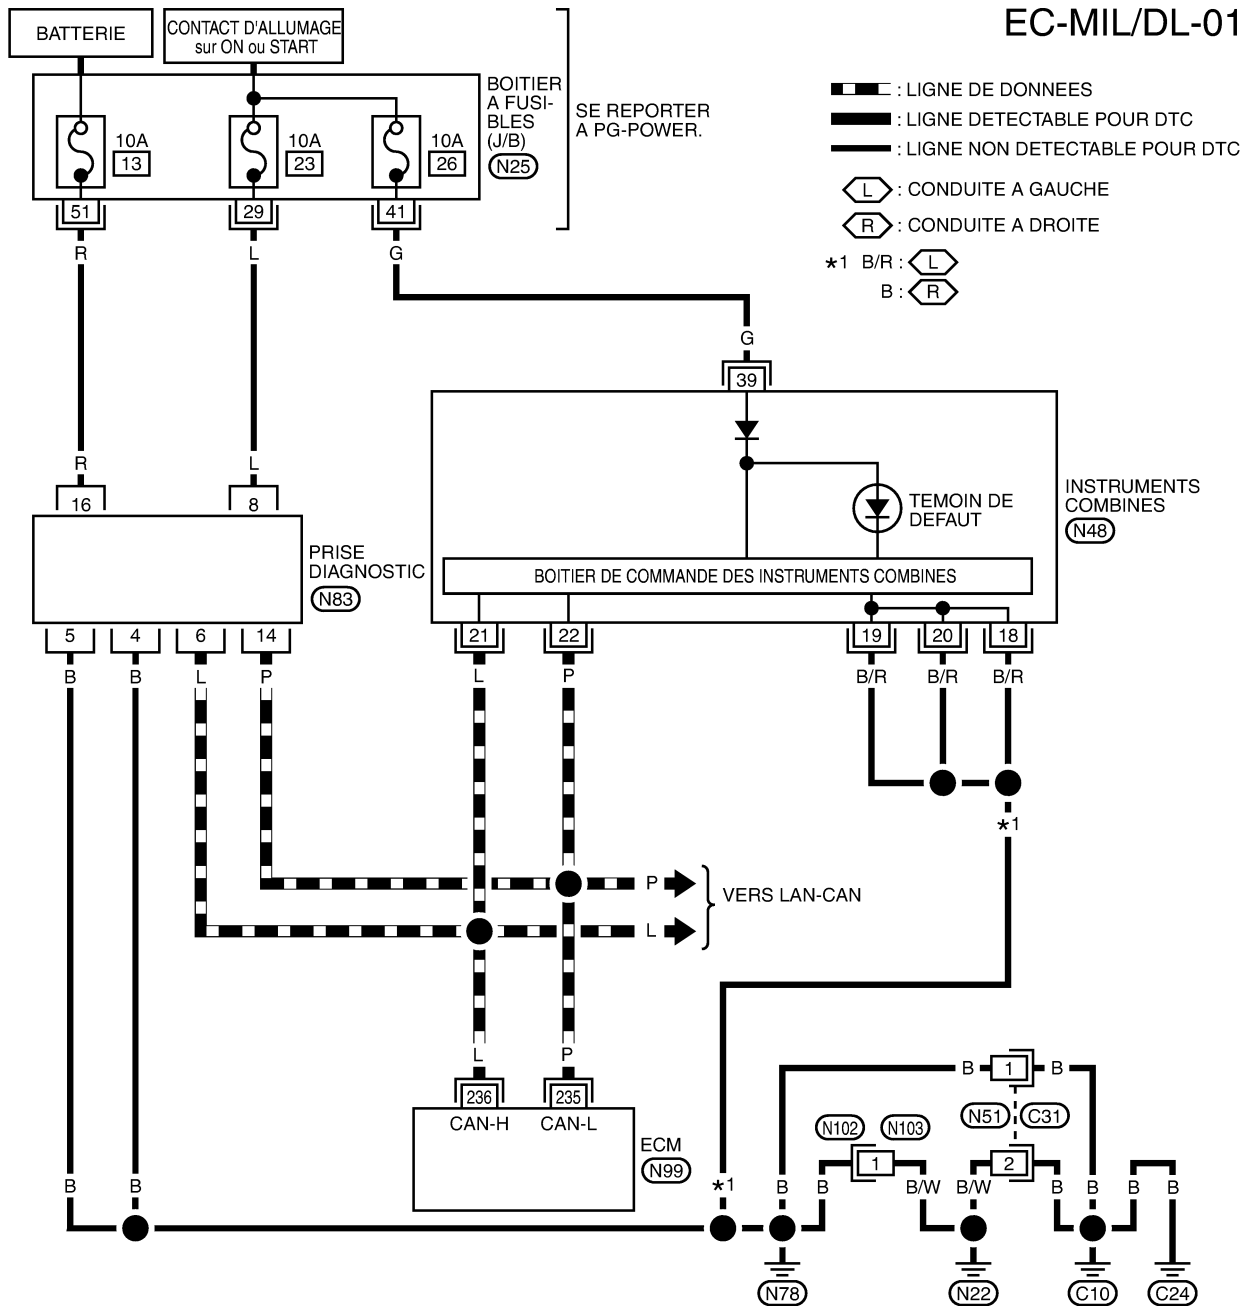 EC-MIL/DL-01
BATTERIE
CONTACT D'ALLUMAGE
sur ON ou START
BOITIER
A FUSI-
BLES
(J/B)
N25
SE REPORTER
A PG-POWER.
10A
13
10A
23
10A
26
51
29
41
: LIGNE DE DONNEES
: LIGNE DETECTABLE POUR DTC
: LIGNE NON DETECTABLE POUR DTC
L : CONDUITE A GAUCHE
R : CONDUITE A DROITE
*1 B/R : L
B : R
R
L
G
G
39
R
L
16
8
PRISE
DIAGNOSTIC
N83
TEMOIN DE
DEFAUT
INSTRUMENTS
COMBINES
N48
BOITIER DE COMMANDE DES INSTRUMENTS COMBINES
5
4
6
14
21
22
19
20
18
B
B
L
P
L
P
B/R
B/R
B/R
*1
P
L
VERS LAN-CAN
L
P
236
235
CAN-H
CAN-L
ECM
N99
B
1
B
N51
C31
N102
N103
1
2
B
B
*1
B
B
B/W
B/W
B
B
B
B
N78
N22
C10
C24